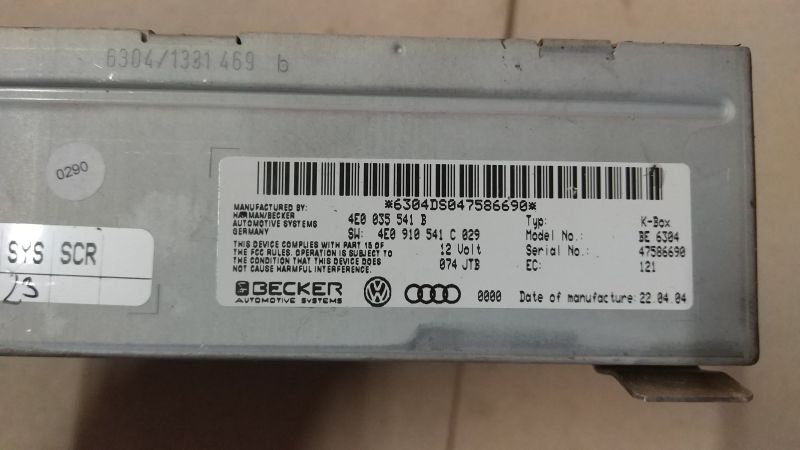 6304/1331 469 b
0290
*6304DS047586690*
MANUFACTURED BY:
HARMAN/BECKER
AUTOMOTIVE SYSTEMS
GERMANY
THIS DEVICE COMPLIES WITH PART 15 OF
THE FCC RULES. OPERATION IS SUBJECT TO
THE CONDITION THAT THIS DEVICE DOES
NOT CAUSE HARMFUL INTERFERENCE.
4E0 035 541 B
SW: 4E0 910 541 C 029
12 Volt
074 JTB
Typ: K-Box
Model No.: BE 6304
Serial No.: 47586690
EC: 121
BECKER
AUTOMOTIVE SYSTEMS
0000 Date of manufacture: 22.04.04
SYS SCR
23